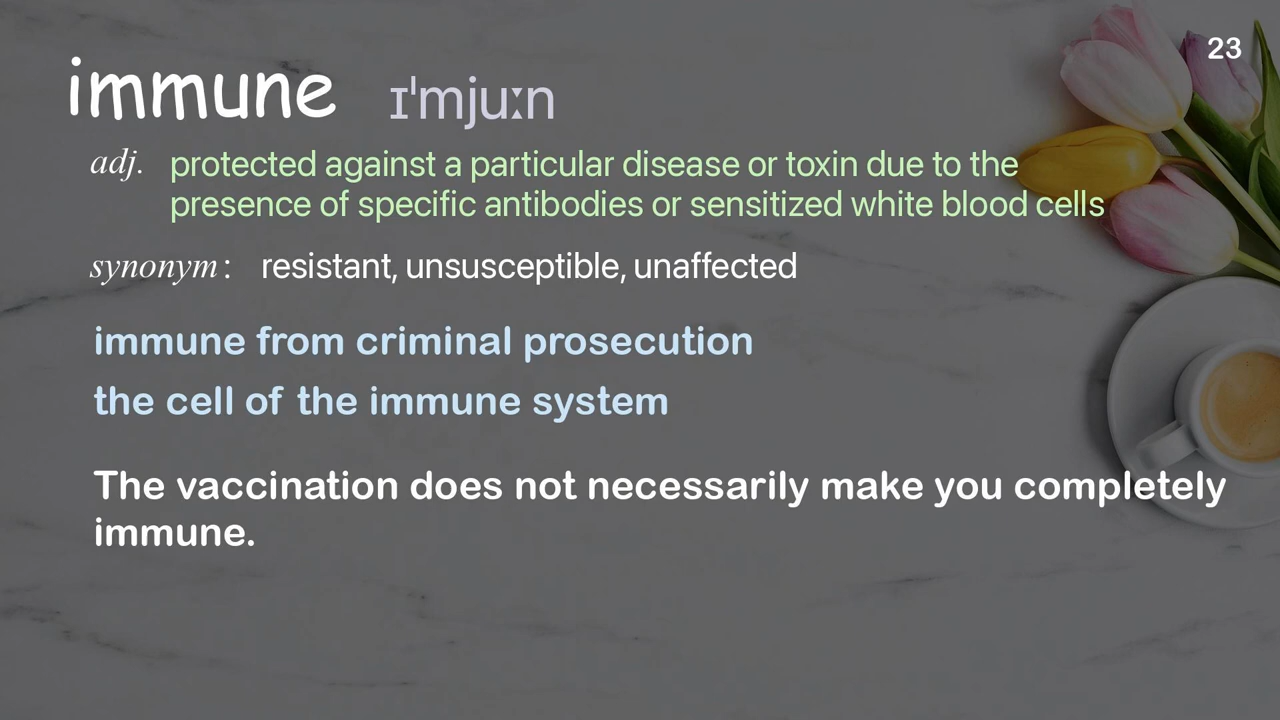 23
immune ɪˈmjuːn
adj. protected against a particular disease or toxin due to the
presence of specific antibodies or sensitized white blood cells
synonym : resistant, unsusceptible, unaffected
immune from criminal prosecution
the cell of the immune system
The vaccination does not necessarily make you completely
immune.